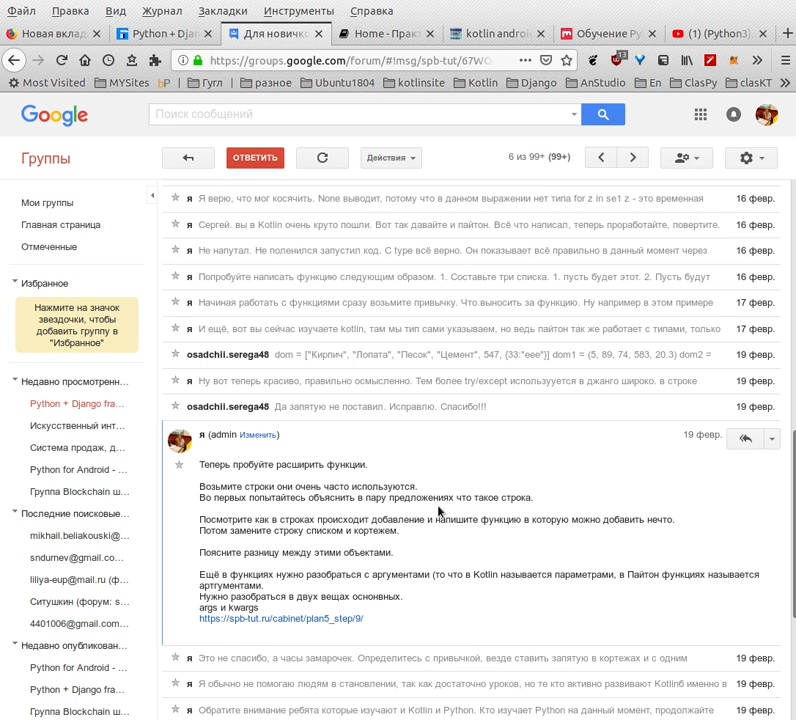 Файл Правка Вид Журнал Закладки Инструменты Справка
Новая вклад Python + Djan Для новичко Home - Прак kotlin androi Обучение Py (1) (Python3)
https://groups.google.com/forum/#!msg/spb-tut/67WO 13
Most Visited MYSites bP Гугл разное Ubuntu1804 kotlinsite Kotlin Django AnStudio En ClasPy clasKT
Google Поиск сообщений
Группы ОТВЕТИТЬ Действия 6 из 99+ (99+)
Мои группы
Главная страница
Отмеченные
Избранное
Нажмите на значок
звездочки, чтобы
добавить группу в
"Избранное"
Недавно просмотренн…
Python + Django fra…
Искусственный инт…
Система продаж, д…
Python for Android - …
Группа Blockchain ш…
Последние поисковые…
mikhail.beliakouski@…
sndurnev@gmail.co…
liliya-eup@mail.ru (ф…
Ситушкин (форум: s…
4401006@gmail.com…
Недавно опубликован…
Python for Android - …
Python + Django fra…
Группа Blockchain ш…
я Я верю, что мог косячить. None выводит, потому что в данном выражении нет типа for z in se1 z - это временная 16 февр.
я Сергей. вы в Kotlin очень круто пошли. Вот так давайте и пайтон. Всё что написал, теперь проработайте, повертите. 16 февр.
я Не напутал. Не поленился запустил код. С type всё верно. Он показывает всё правильно в данный момент через 16 февр.
я Попробуйте написать функцию следующим образом. 1. Составьте три списка. 1. пусть будет этот. 2. Пусть будут 16 февр.
я Начиная работать с функциями сразу возьмите привычку. Что выносить за функцию. Ну например в этом примере 17 февр.
я И ещё, вот вы сейчас изучаете kotlin, там мы тип сами указываем, но ведь пайтон так же работает с типами, только 17 февр.
osadchii.serega48 dom = ["Кирпич", "Лопата", "Песок", "Цемент", 547, {33:"eee"}] dom1 = (5, 89, 74, 583, 20.3) dom2 = 19 февр.
я Ну вот теперь красиво, правильно осмысленно. Тем более try/except используется в джанго широко. в строке 19 февр.
osadchii.serega48 Да запятую не поставил. Исправлю. Спасибо!!! 19 февр.
я (admin Изменить) 19 февр.
Теперь пробуйте расширить функции.
Возьмите строки они очень часто используются.
Во первых попытайтесь объяснить в пару предложениях что такое строка.
Посмотрите как в строках происходит добавление и напишите функцию в которую можно добавить нечто.
Потом замените строку списком и кортежем.
Поясните разницу между этими объектами.
Ещё в функциях нужно разобраться с аргументами (то что в Kotlin называется параметрами, в Пайтон функциях называется
артгументами.
Нужно разобраться в двух вещах осноnвных.
args и kwargs
https://spb-tut.ru/cabinet/plan5_step/9/
я Это не спасибо, а часы замарочек. Определитесь с привычкой, везде ставить запятую в кортежах и с одним 19 февр.
я Я обычно не помогаю людям в становлении, так как достаточно уроков, но те кто активно развивают Kotlinб именно в 19 февр.
я Обратите внимание ребята которые изучают и Kotlin и Python. Кто изучает Python на данный момент, продолжайте 19 февр.